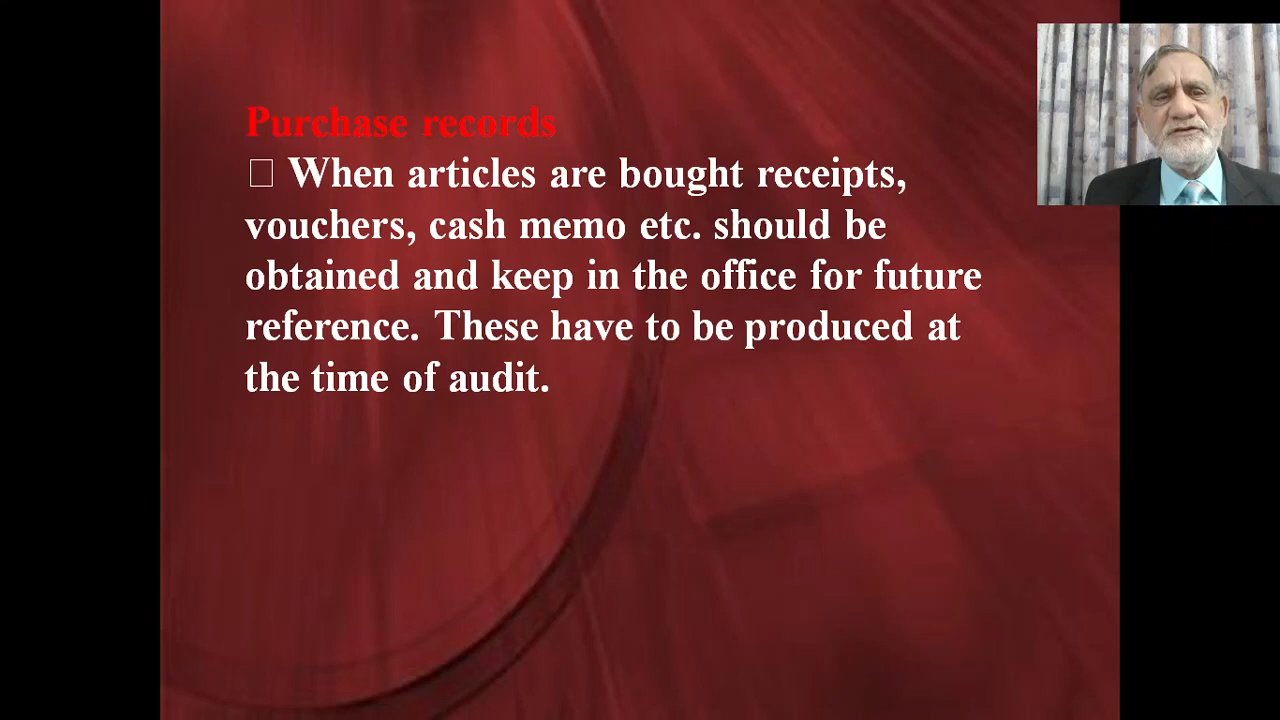 Purchase records
□ When articles are bought receipts,
vouchers, cash memo etc. should be
obtained and keep in the office for future
reference. These have to be produced at
the time of audit.